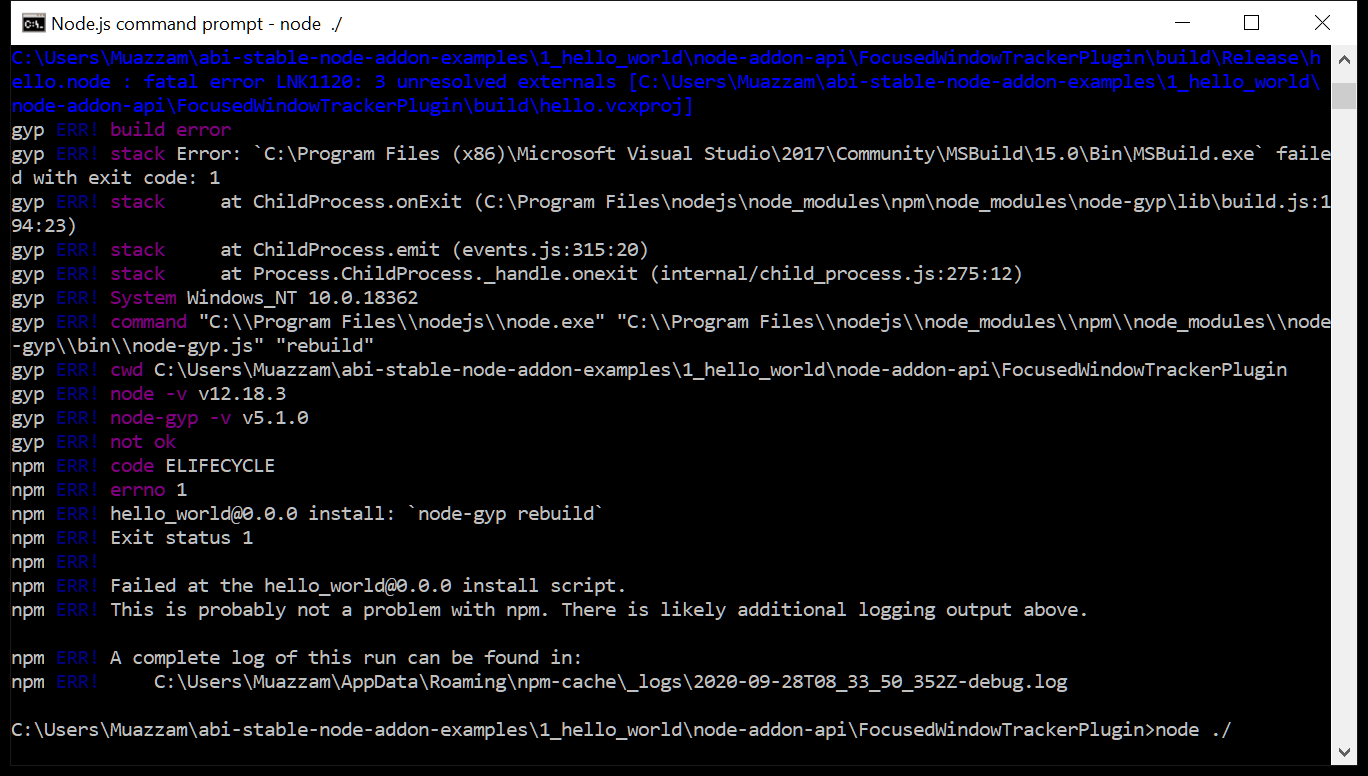 Node.js command prompt - node ./
C:\Users\Muazzam\abi-stable-node-addon-examples\1_hello_world\node-addon-api\FocusedWindowTrackerPlugin\build\Release\h
ello.node : fatal error LNK1120: 3 unresolved externals [C:\Users\Muazzam\abi-stable-node-addon-examples\1_hello_world\
node-addon-api\FocusedWindowTrackerPlugin\build\hello.vcxproj]
gyp ERR! build error
gyp ERR! stack Error: `C:\Program Files (x86)\Microsoft Visual Studio\2017\Community\MSBuild\15.0\Bin\MSBuild.exe` faile
d with exit code: 1
gyp ERR! stack     at ChildProcess.onExit (C:\Program Files\nodejs\node_modules\npm\node_modules\node-gyp\lib\build.js:1
94:23)
gyp ERR! stack     at ChildProcess.emit (events.js:315:20)
gyp ERR! stack     at Process.ChildProcess._handle.onexit (internal/child_process.js:275:12)
gyp ERR! System Windows_NT 10.0.18362
gyp ERR! command "C:\\Program Files\\nodejs\\node.exe" "C:\\Program Files\\nodejs\\node_modules\\npm\\node_modules\\node
-gyp\\bin\\node-gyp.js" "rebuild"
gyp ERR! cwd C:\Users\Muazzam\abi-stable-node-addon-examples\1_hello_world\node-addon-api\FocusedWindowTrackerPlugin
gyp ERR! node -v v12.18.3
gyp ERR! node-gyp -v v5.1.0
gyp ERR! not ok
npm ERR! code ELIFECYCLE
npm ERR! errno 1
npm ERR! hello_world@0.0.0 install: `node-gyp rebuild`
npm ERR! Exit status 1
npm ERR!
npm ERR! Failed at the hello_world@0.0.0 install script.
npm ERR! This is probably not a problem with npm. There is likely additional logging output above.
npm ERR! A complete log of this run can be found in:
npm ERR!     C:\Users\Muazzam\AppData\Roaming\npm-cache\_logs\2020-09-28T08_33_50_352Z-debug.log
C:\Users\Muazzam\abi-stable-node-addon-examples\1_hello_world\node-addon-api\FocusedWindowTrackerPlugin>node ./